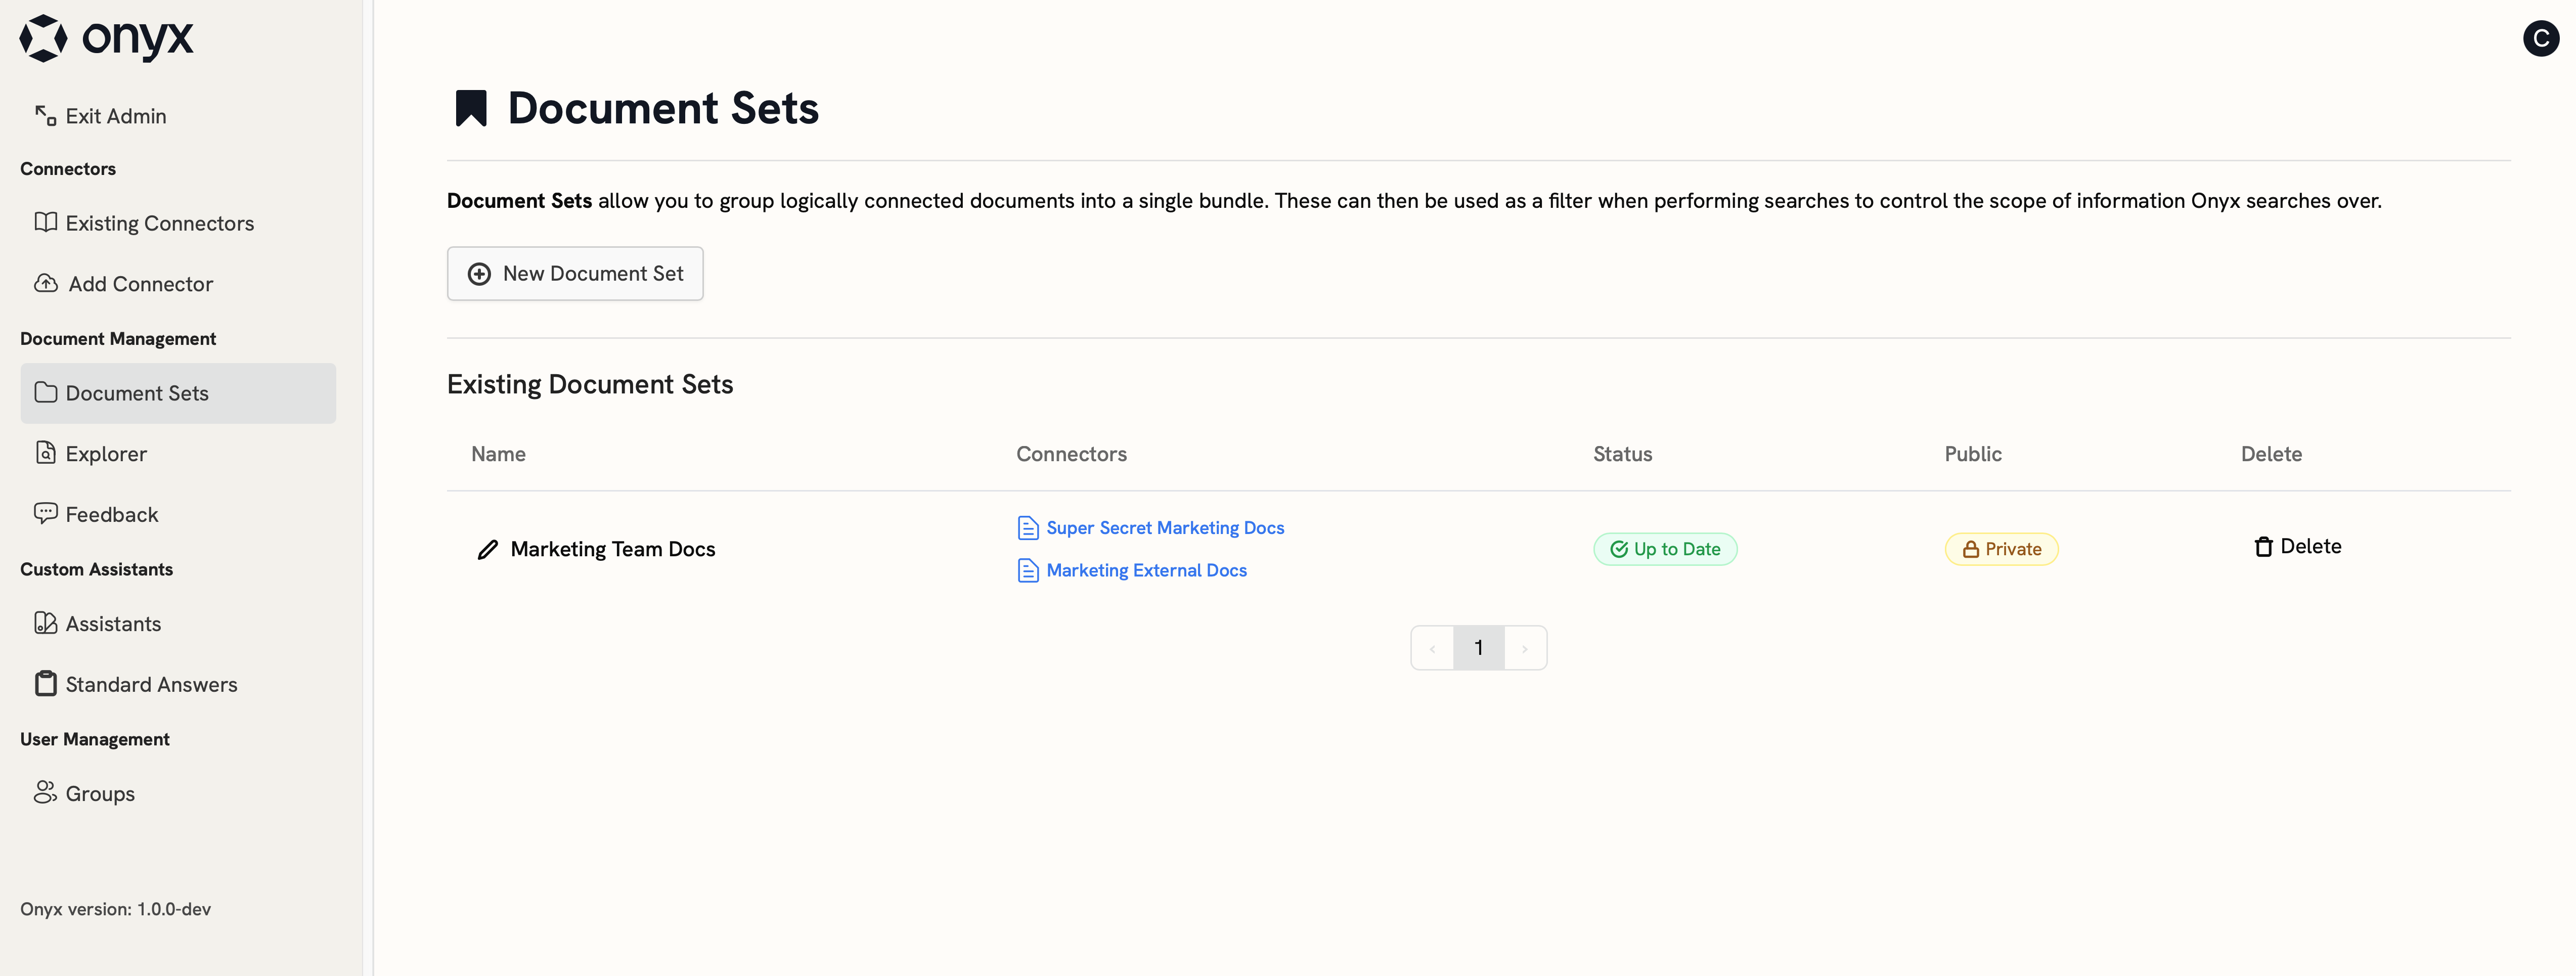 onyx
C
Exit Admin
Connectors
Existing Connectors
Add Connector
Document Management
Document Sets
Explorer
Feedback
Custom Assistants
Assistants
Standard Answers
User Management
Groups
Onyx version: 1.0.0-dev
Document Sets
Document Sets allow you to group logically connected documents into a single bundle. These can then be used as a filter when performing searches to control the scope of information Onyx searches over.
New Document Set
Existing Document Sets
Name Connectors Status Public Delete
Marketing Team Docs
Super Secret Marketing Docs
Marketing External Docs
Up to Date
Private
Delete
‹ 1 ›